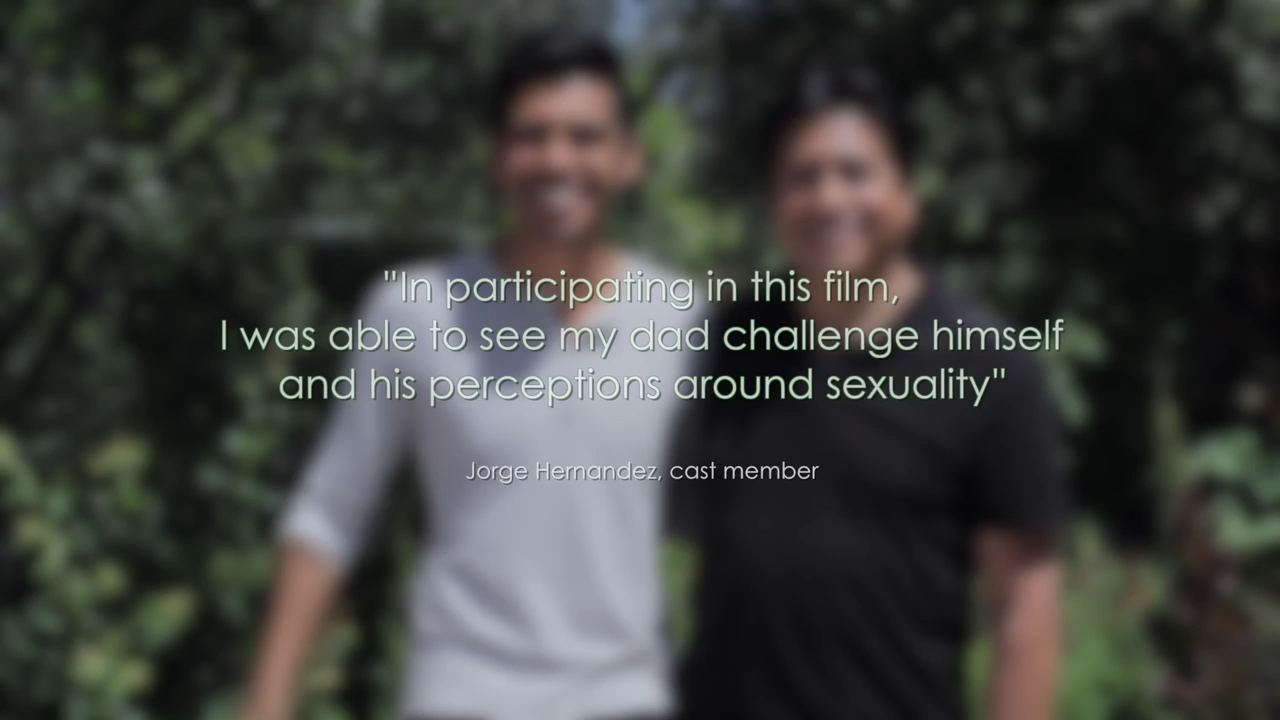 "In participating in this film,
I was able to see my dad challenge himself
and his perceptions around sexuality"
Jorge Hernandez, cast member